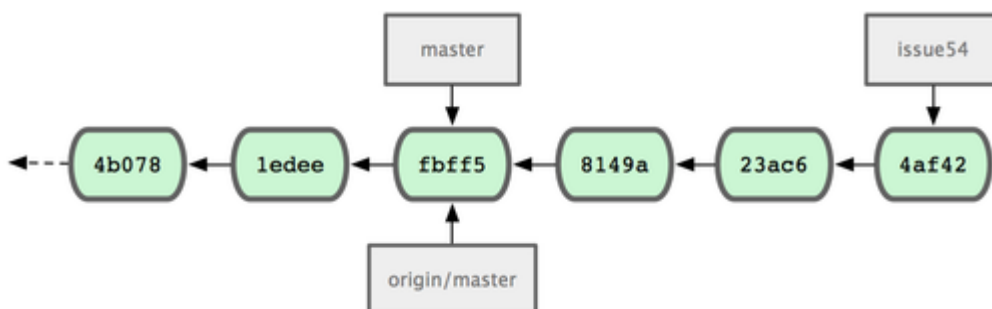 master
issue54
4b078
1edee
fbff5
8149a
23ac6
4af42
origin/master